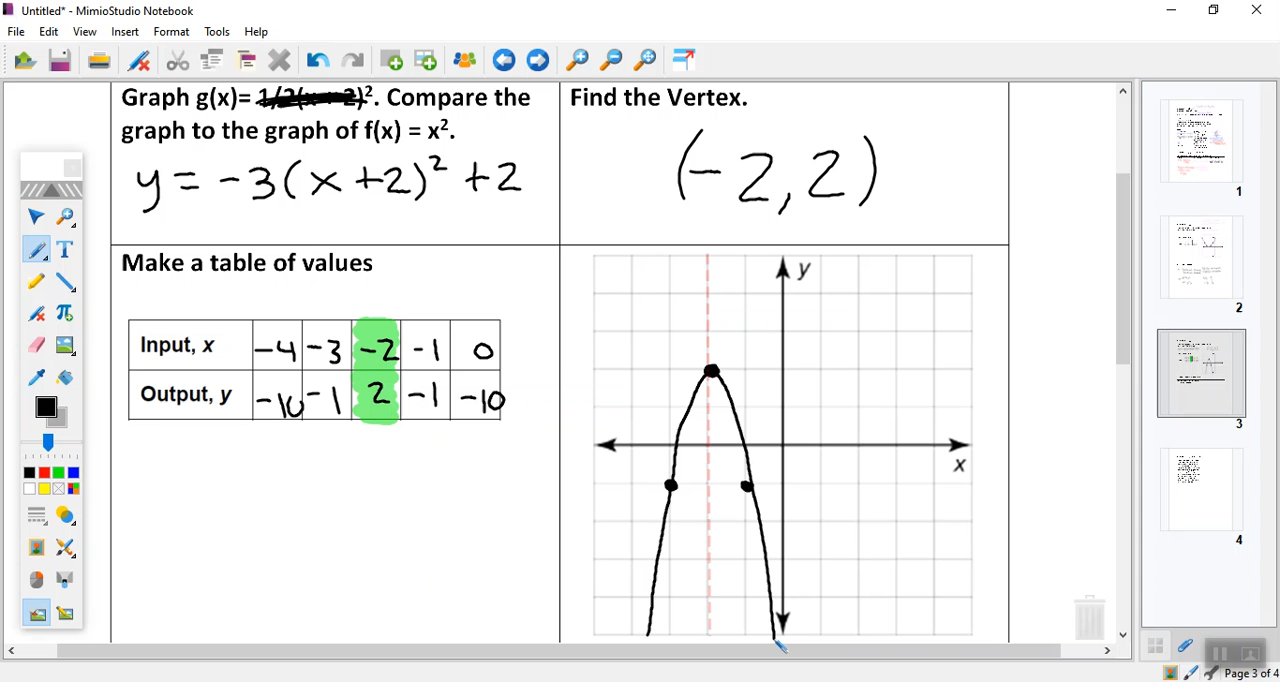 Untitled* - MimioStudio Notebook
File Edit View Insert Format Tools Help
Graph g(x)= 1/2(x - 2)². Compare the
graph to the graph of f(x) = x².
y = -3(x+2)² +2
Find the Vertex.
(-2,2)
Make a table of values
Input, x -4 -3 -2 -1 0
Output, y -10 -1 2 -1 -10
y
x
T
π
1
2
3
4
Page 3 of 4